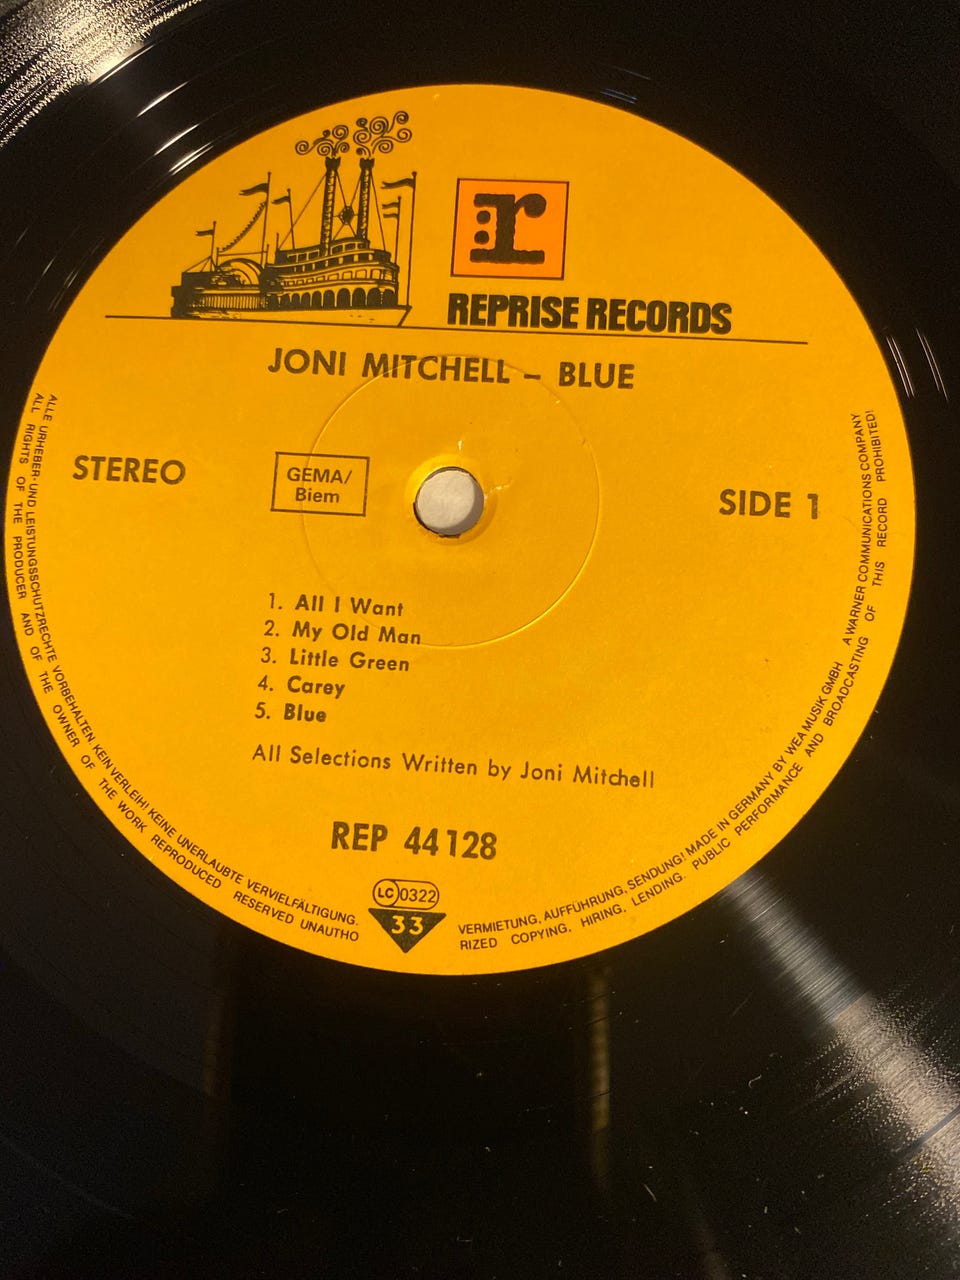 r
REPRISE RECORDS
JONI MITCHELL – BLUE
STEREO
GEMA/
Biem
SIDE 1
1. All I Want
2. My Old Man
3. Little Green
4. Carey
5. Blue
All Selections Written by Joni Mitchell
REP 44 128
LC 0322
33
ALLE URHEBER- UND LEISTUNGSSCHUTZRECHTE VORBEHALTEN. KEIN VERLEIH! KEINE UNERLAUBTE VERVIELFÄLTIGUNG. VERMIETUNG, AUFFÜHRUNG, SENDUNG! MADE IN GERMANY BY WEA MUSIK GMBH A WARNER COMMUNICATIONS COMPANY
ALL RIGHTS OF THE PRODUCER AND OF THE OWNER OF THE WORK REPRODUCED RESERVED UNAUTHORIZED COPYING, HIRING, LENDING. PUBLIC PERFORMANCE AND BROADCASTING OF THIS RECORD PROHIBITED!